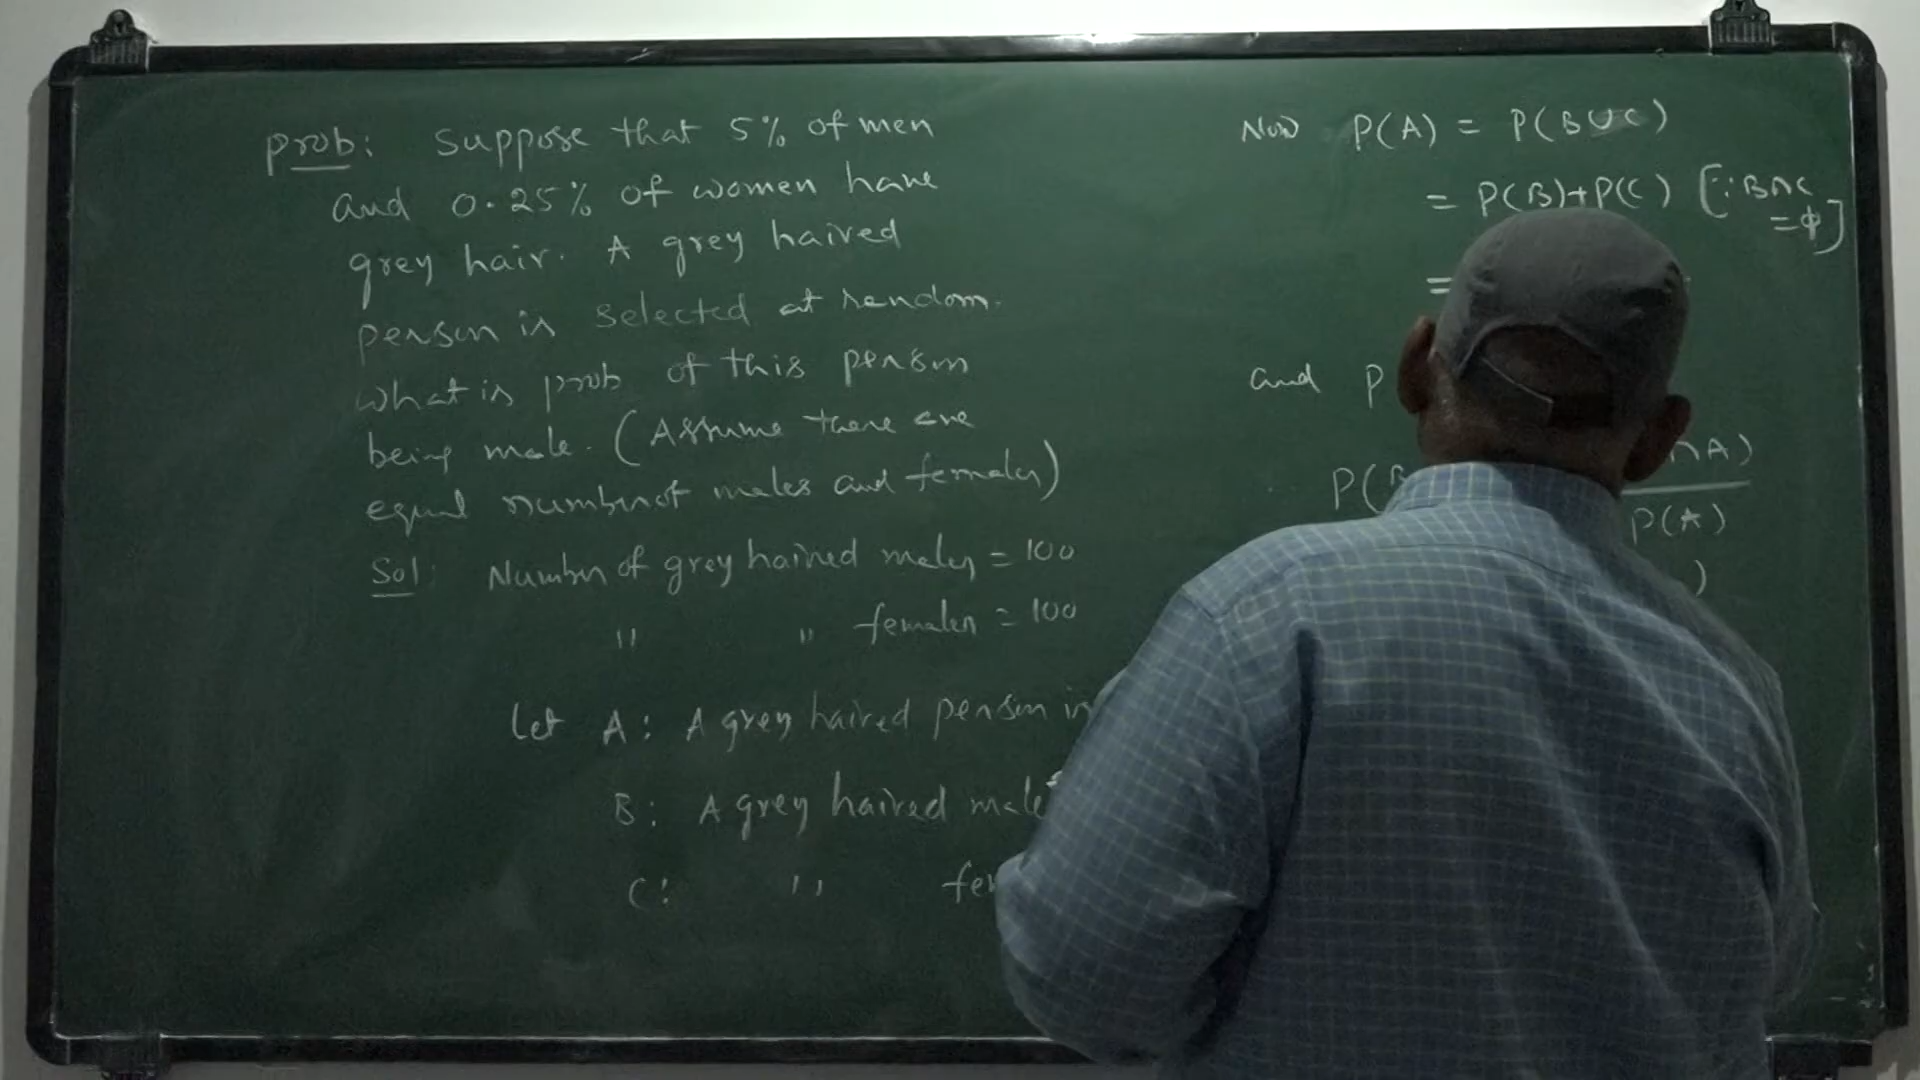 prob: Suppose that 5% of men
and 0.25% of women have
grey hair. A grey haired
person is selected at random.
what is prob of this person
being male. (Assume there are
equal number of males and females)
Sol: Number of grey haired males = 100
" " females = 100
Let A: A grey haired person is
B: A grey haired male
C: "
Now P(A) = P(B∪C)
= P(B)+P(C) [∵ B∩C
=φ]
=
and P
P( ∩A)
P(A)
)